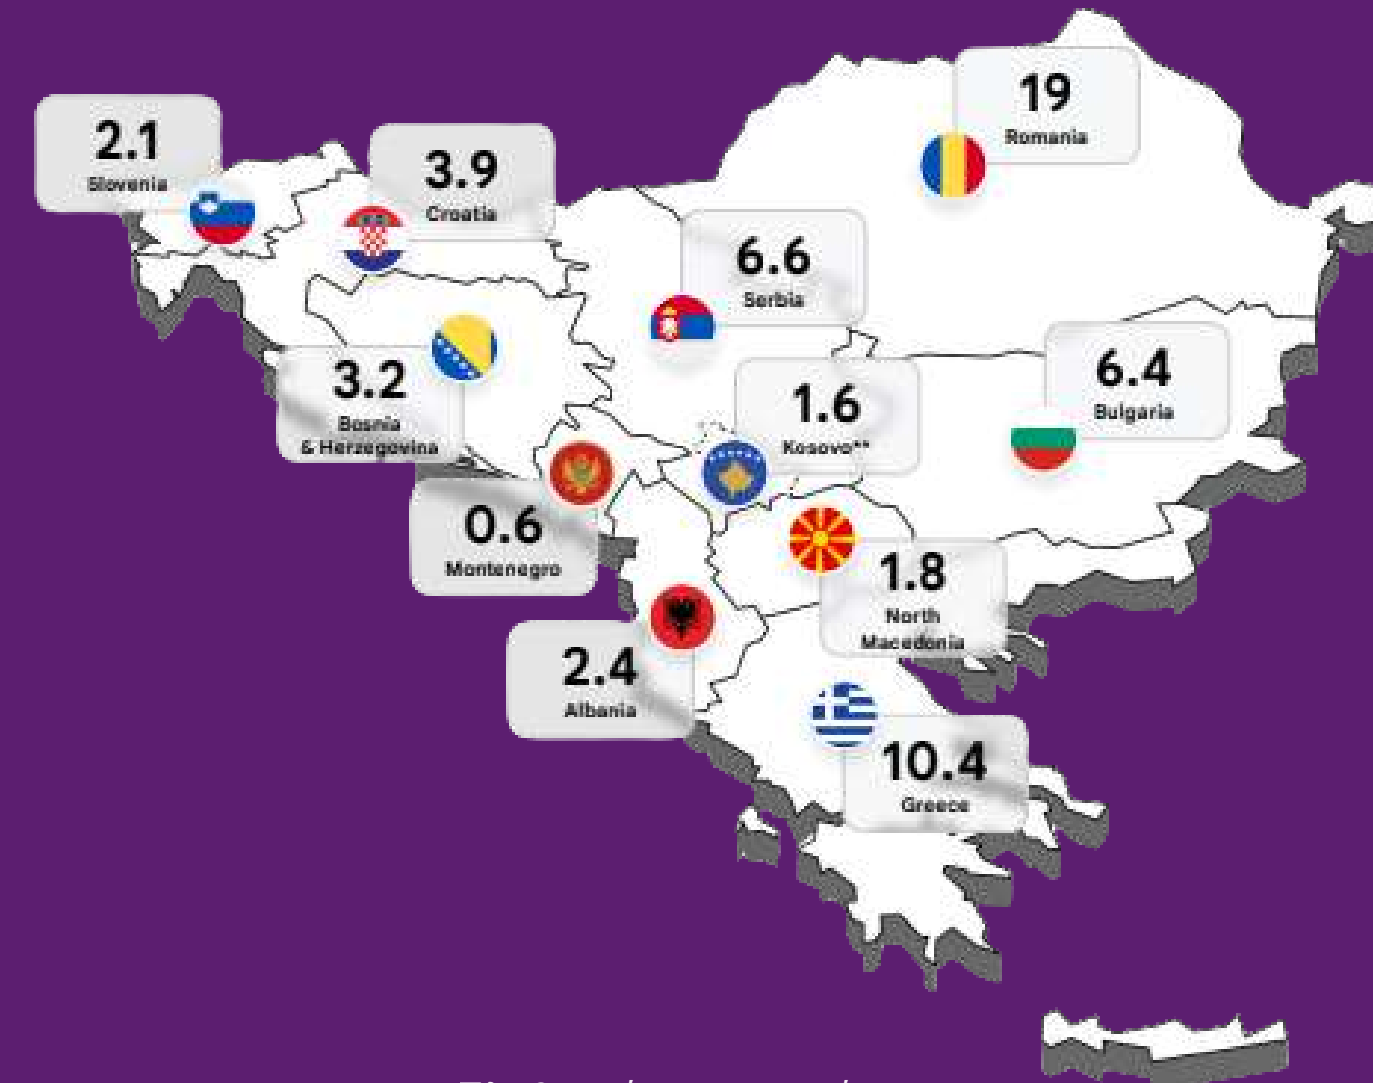 19
Romania
2.1
Slovenia
3.9
Croatia
6.6
Serbia
6.4
Bulgaria
3.2
Bosnia
& Herzegovina
1.6
Kosovo**
0.6
Montenegro
1.8
North
Macedonia
2.4
Albania
10.4
Greece